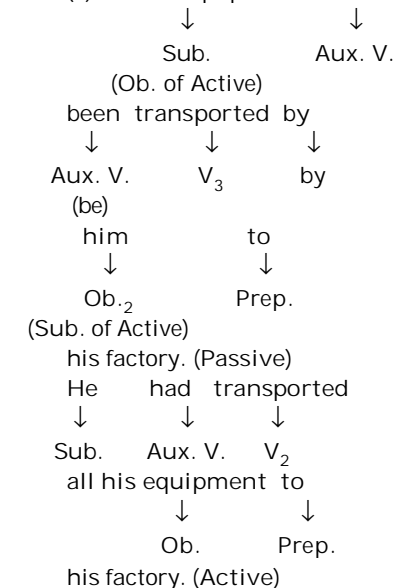 ↓ ↓
Sub. Aux. V.
(Ob. of Active)
been transported by
↓ ↓ ↓
Aux. V. V₃ by
(be)
him to
↓ ↓
Ob.₂ Prep.
(Sub. of Active)
his factory. (Passive)
He had transported
↓ ↓ ↓
Sub. Aux. V. V₂
all his equipment to
↓ ↓
Ob. Prep.
his factory. (Active)